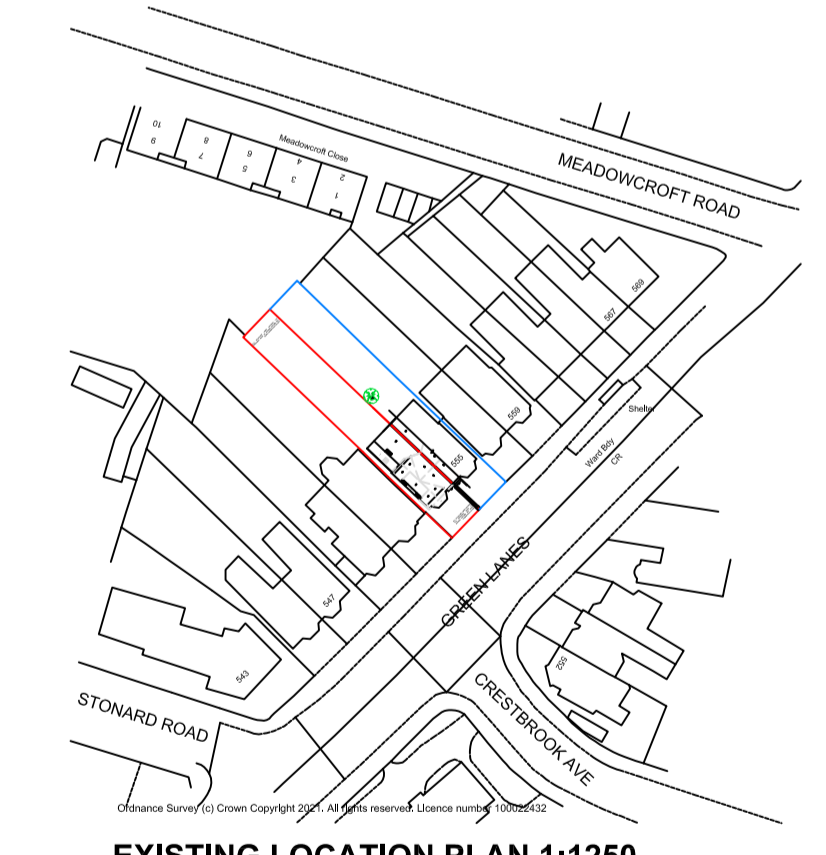 MEADOWCROFT ROAD
Meadowcroft Close
10
9
8
7
6
5
4
3
2
1
569
567
559
Shelter
Ward Bdy
CR
555
GREEN LANES
547
543
552
STONARD ROAD
CRESTBROOK AVE
Ordnance Survey (c) Crown Copyright 2021. All rights reserved. Licence number 100022432
EXISTING LOCATION PLAN 1:1250